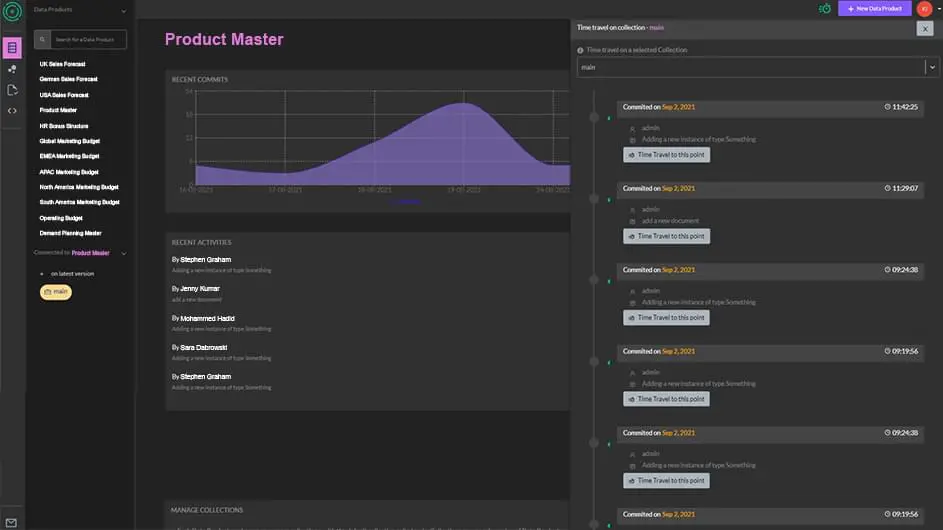 Data Products
Search for a Data Product
UK Sales Forecast
German Sales Forecast
USA Sales Forecast
Product Master
HR Bonus Structure
Global Marketing Budget
EMEA Marketing Budget
APAC Marketing Budget
North America Marketing Budget
South America Marketing Budget
Operating Budget
Demand Planning Master
Connected to Product Master
on latest version
main
Product Master
RECENT COMMITS
18
12
6
0
16-09-2021
17-09-2021
18-09-2021
19-09-2021
RECENT ACTIVITIES
By Stephen Graham
Adding a new instance of type Something
By Jenny Kumar
add a new document
By Mohammed Hadid
Adding a new instance of type Something
By Sara Dabrowski
Adding a new instance of type Something
By Stephen Graham
Adding a new instance of type Something
MANAGE COLLECTIONS
+ New Data Product
Time travel on collection - main
x
Time travel on a selected Collection
main
Commited on Sep 2, 2021 11:42:25
admin
Adding a new instance of type Something
Time Travel to this point
Commited on Sep 2, 2021 11:29:07
admin
add a new document
Time Travel to this point
Commited on Sep 2, 2021 09:24:38
admin
Adding a new instance of type Something
Time Travel to this point
Commited on Sep 2, 2021 09:19:56
admin
Adding a new instance of type Something
Time Travel to this point
Commited on Sep 2, 2021 09:24:38
admin
Adding a new instance of type Something
Time Travel to this point
Commited on Sep 2, 2021 09:19:56